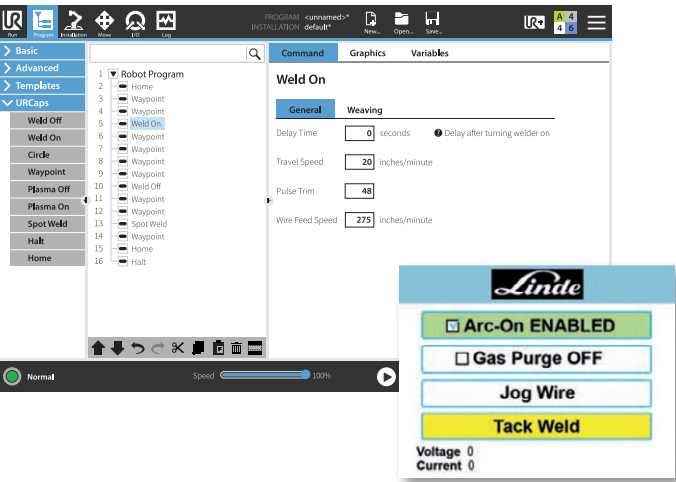 Run
Program
Installation
Move
I/O
Log
PROGRAM <unnamed>*
INSTALLATION default*
New...
Open...
Save...
R+
A 4
4 6
Basic
Advanced
Templates
URCaps
Weld Off
Weld On
Circle
Waypoint
Plasma Off
Plasma On
Spot Weld
Halt
Home
1 Robot Program
2 Home
3 Waypoint
4 Waypoint
5 Weld On
6 Waypoint
7 Waypoint
8 Waypoint
9 Waypoint
10 Weld Off
11 Waypoint
12 Waypoint
13 Spot Weld
14 Waypoint
15 Home
16 Halt
Command Graphics Variables
Weld On
General Weaving
Delay Time 0 seconds ? Delay after turning welder on
Travel Speed 20 inches/minute
Pulse Trim 48
Wire Feed Speed 275 inches/minute
Normal
Speed 100%
Linde
Arc-On ENABLED
Gas Purge OFF
Jog Wire
Tack Weld
Voltage 0
Current 0